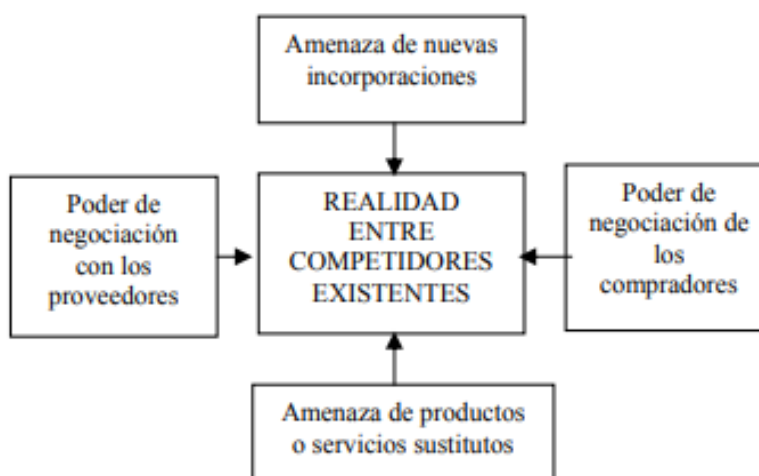 Amenaza de nuevas
incorporaciones
Poder de
negociación
con los
proveedores
REALIDAD
ENTRE
COMPETIDORES
EXISTENTES
Poder de
negociación de
los
compradores
Amenaza de productos
o servicios sustitutos